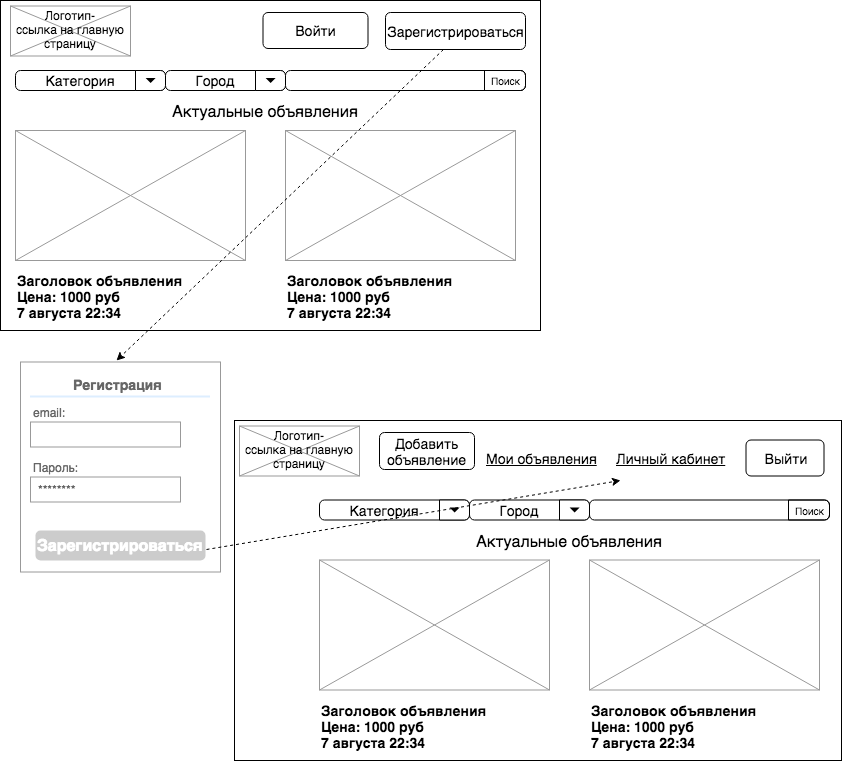 Логотип-
ссылка на главную
страницу
Войти
Зарегистрироваться
Категория
Город
Поиск
Актуальные объявления
Заголовок объявления
Цена: 1000 руб
7 августа 22:34
Заголовок объявления
Цена: 1000 руб
7 августа 22:34
Регистрация
email:
Пароль:
********
Зарегистрироваться
Логотип-
ссылка на главную
страницу
Добавить
объявление
Мои объявления
Личный кабинет
Выйти
Категория
Город
Поиск
Актуальные объявления
Заголовок объявления
Цена: 1000 руб
7 августа 22:34
Заголовок объявления
Цена: 1000 руб
7 августа 22:34